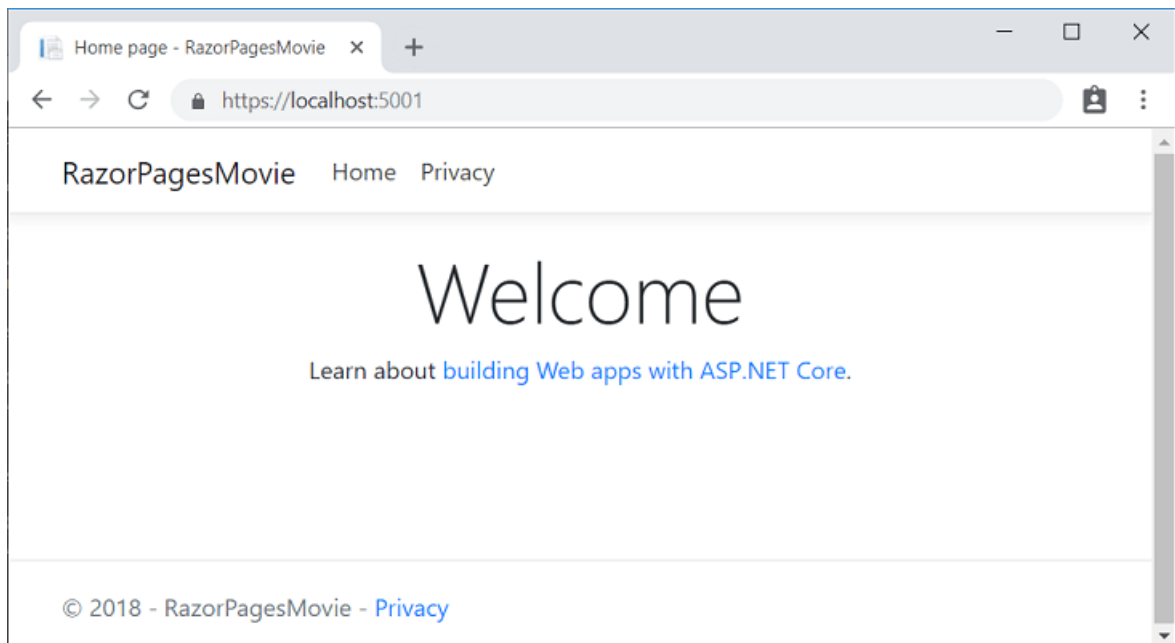 Home page - RazorPagesMovie
https://localhost:5001
RazorPagesMovie Home Privacy
Welcome
Learn about building Web apps with ASP.NET Core.
© 2018 - RazorPagesMovie - Privacy